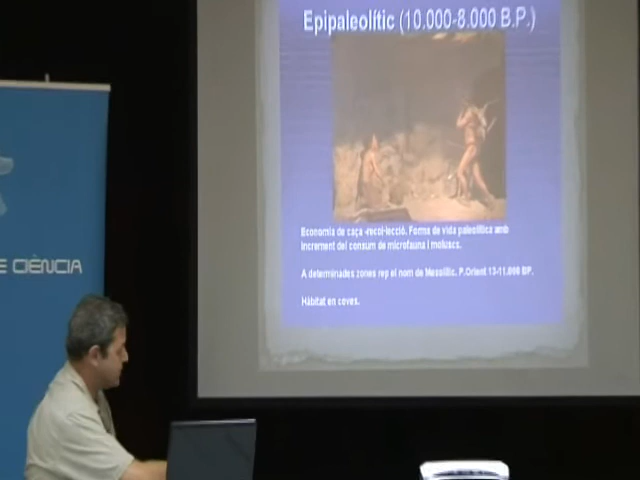 Epipaleolític (10.000-8.000 B.P.)
Economia de caça -recol·lecció. Forma de vida paleolítica amb
increment del consum de microfauna i moluscs.
A determinades zones rep el nom de Mesolític. P.Orient 13-11.000 BP.
Hàbitat en coves.
E CIÈNCIA